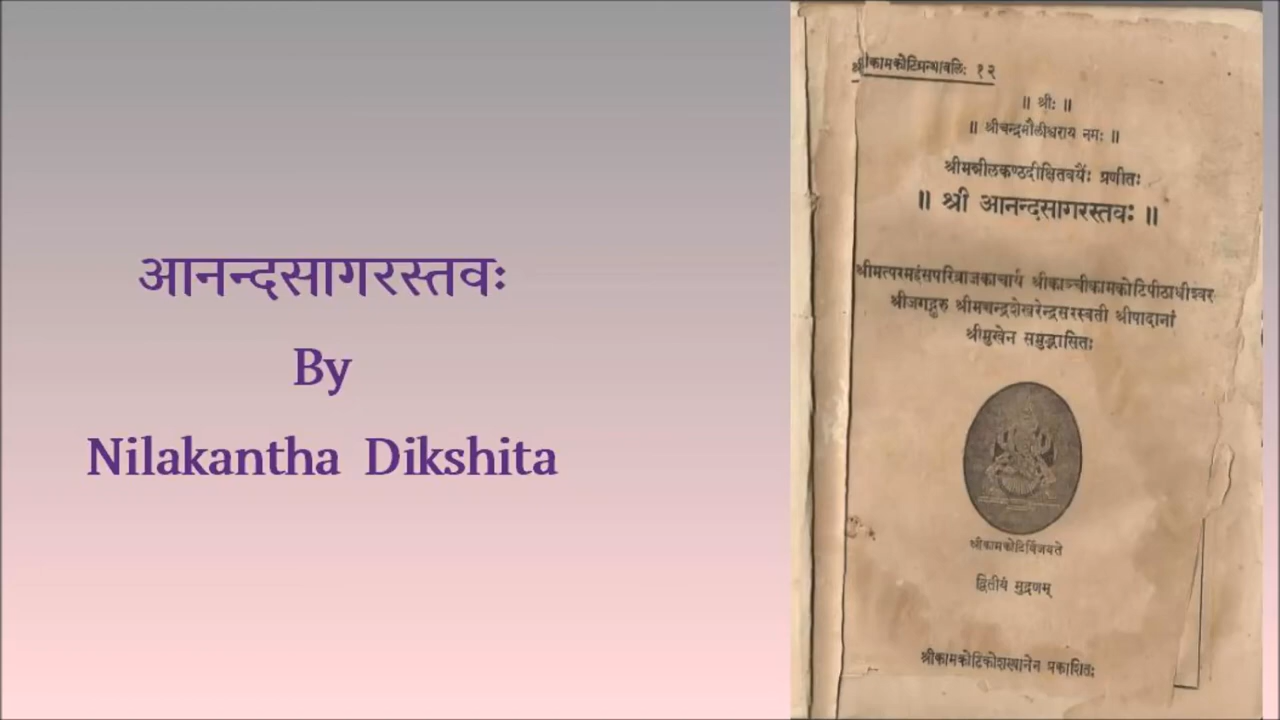 आनन्दसागरस्तवः
By
Nilakantha Dikshita
श्रीकामकोटिग्रन्थावलिः १२
॥ श्रीः ॥
॥ श्रीचन्द्रमौलीश्वराय नमः ॥
श्रीमन्नीलकण्ठदीक्षितवर्यैः प्रणीतः
॥ श्री आनन्दसागरस्तवः ॥
श्रीमत्परमहंसपरिव्राजकाचार्य श्रीकाञ्चीकामकोटिपीठाधीश्वर
श्रीजगद्गुरु श्रीमच्चन्द्रशेखरेन्द्रसरस्वती श्रीपादानां
श्रीमुखेन समुद्भासितः
श्रीकामकोटिर्विजयते
द्वितीयं मुद्रणम्
श्रीकामकोटिकोशस्थानेन प्रकाशितः